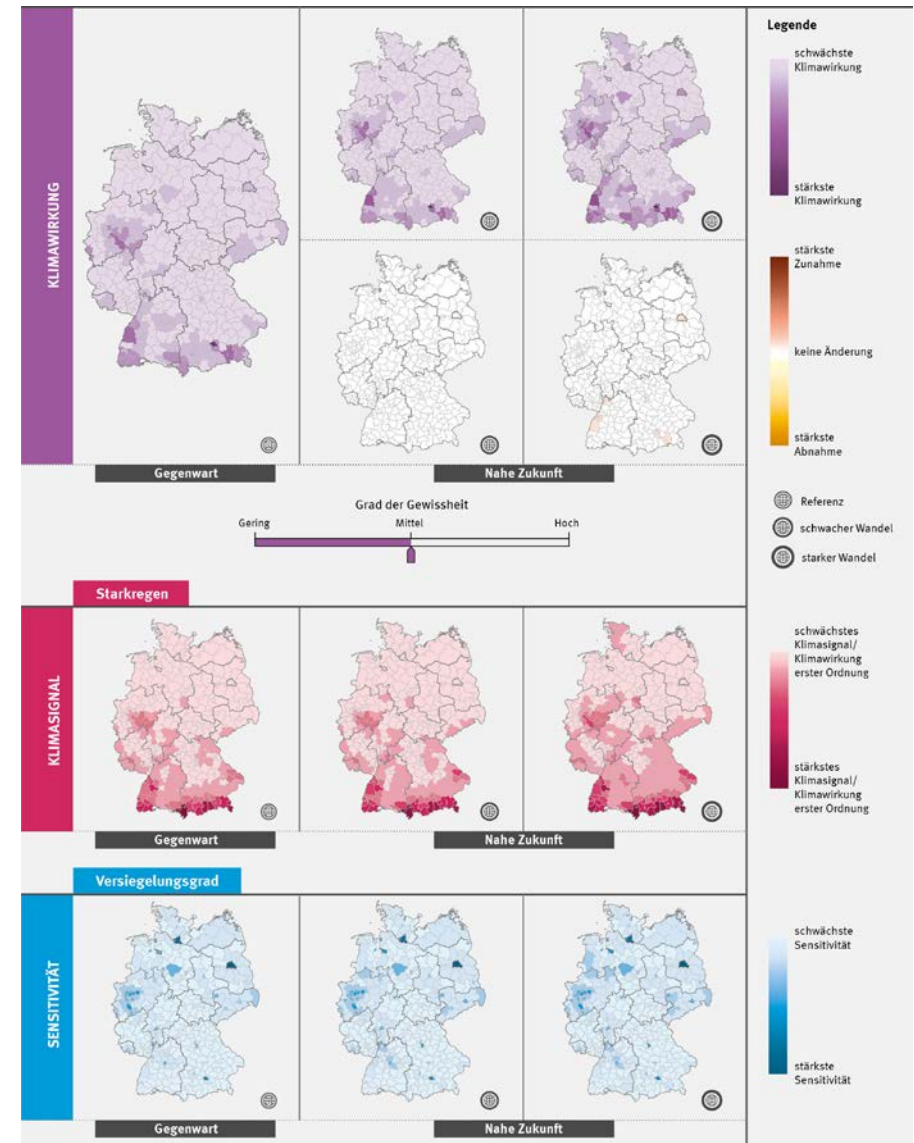 KLIMAWIRKUNG
Gegenwart
Nahe Zukunft
Grad der Gewissheit
Gering
Mittel
Hoch
Starkregen
KLIMASIGNAL
Gegenwart
Nahe Zukunft
Versiegelungsgrad
SENSITIVITÄT
Gegenwart
Nahe Zukunft
Legende
schwächste
Klimawirkung
stärkste
Klimawirkung
stärkste
Zunahme
keine Änderung
stärkste
Abnahme
Referenz
schwacher Wandel
starker Wandel
schwächstes
Klimasignal/
Klimawirkung
erster Ordnung
stärkstes
Klimasignal/
Klimawirkung
erster Ordnung
schwächste
Sensitivität
stärkste
Sensitivität